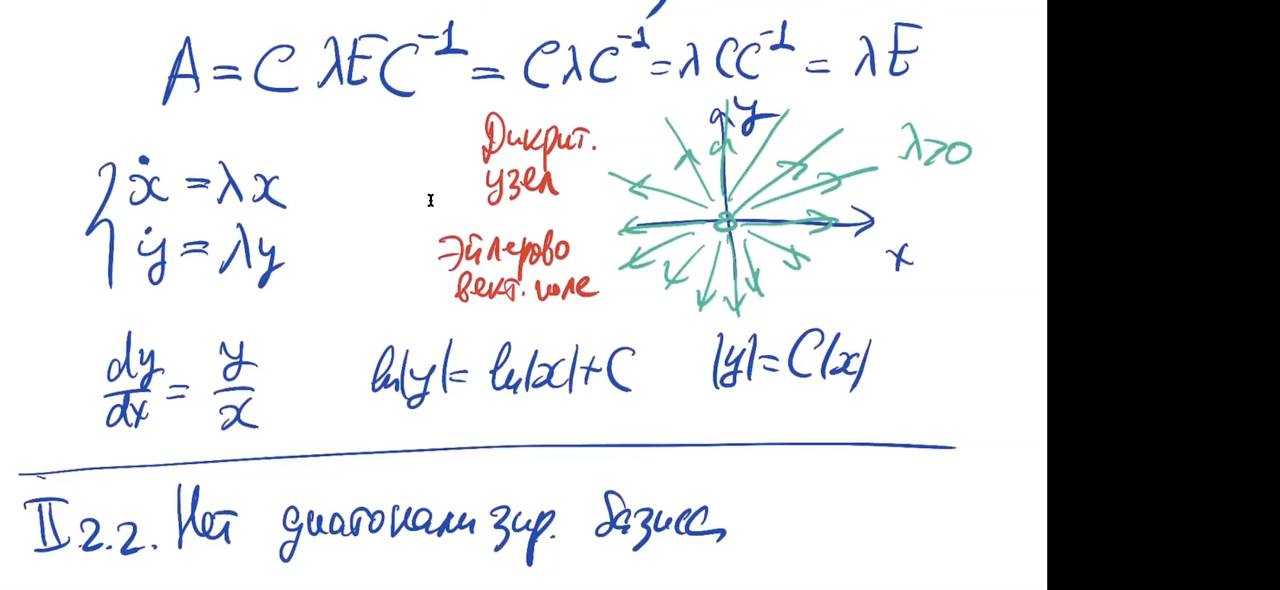 A = C λE C⁻¹ = CλC⁻¹ = λCC⁻¹ = λE
Дикрит.
узел
y
λ>0
{ ẋ = λx
ẏ = λy
Эйлерово
вект. поле
x
dy/dx = y/x
ln|y| = ln|x| + C
|y| = C|x|
II 2.2. Нет диагонализир. базиса